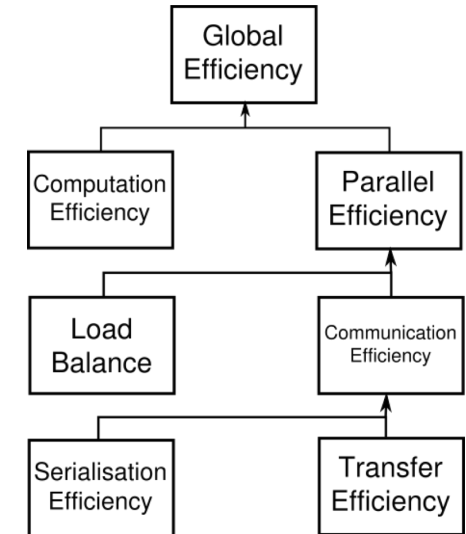 Global
Efficiency
Computation
Efficiency
Parallel
Efficiency
Load
Balance
Communication
Efficiency
Serialisation
Efficiency
Transfer
Efficiency